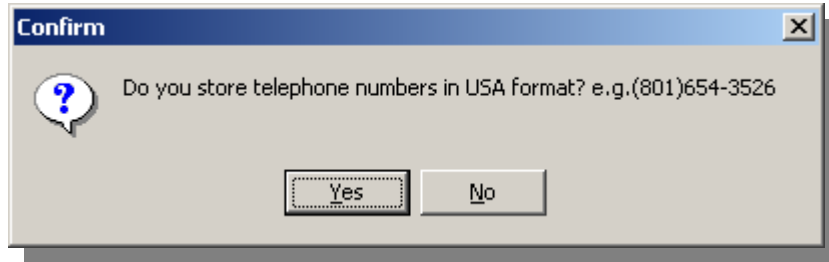 Confirm
Do you store telephone numbers in USA format? e.g.(801)654-3526
Yes No